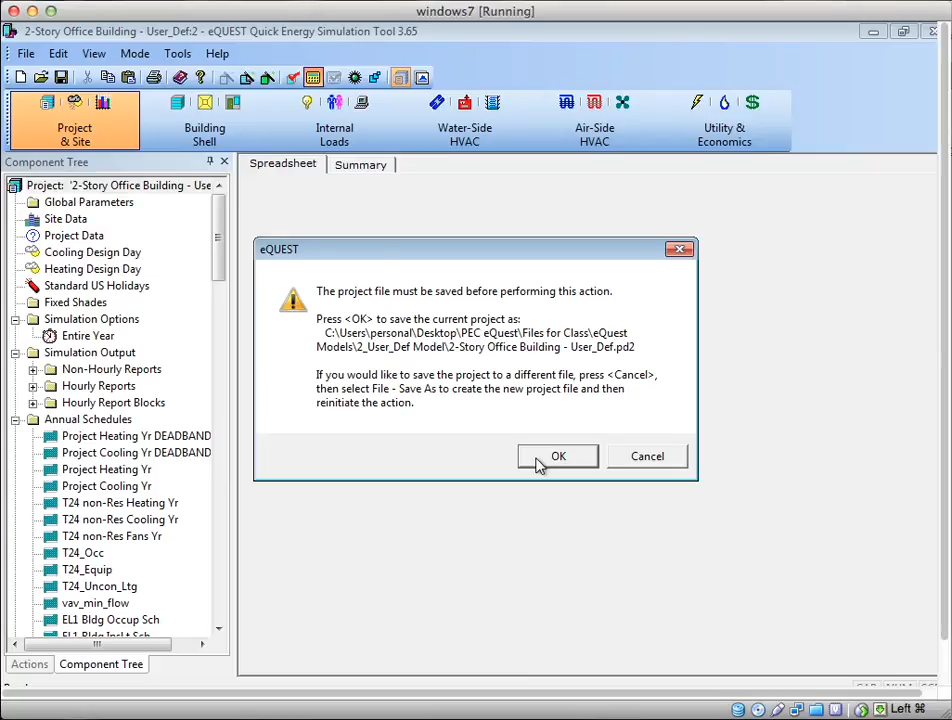 windows7 [Running]
2-Story Office Building - User_Def:2 - eQUEST Quick Energy Simulation Tool 3.65
File Edit View Mode Tools Help
Project & Site
Building Shell
Internal Loads
Water-Side HVAC
Air-Side HVAC
Utility & Economics
Component Tree
Spreadsheet
Summary
Project: '2-Story Office Building - Use
Global Parameters
Site Data
Project Data
Cooling Design Day
Heating Design Day
Standard US Holidays
Fixed Shades
Simulation Options
Entire Year
Simulation Output
Non-Hourly Reports
Hourly Reports
Hourly Report Blocks
Annual Schedules
Project Heating Yr DEADBAND
Project Cooling Yr DEADBAND
Project Heating Yr
Project Cooling Yr
T24 non-Res Heating Yr
T24 non-Res Cooling Yr
T24 non-Res Fans Yr
T24_Occ
T24_Equip
T24_Uncon_Ltg
vav_min_flow
EL1 Bldg Occup Sch
EL1 Bldg InsLt Sch
Actions
Component Tree
eQUEST
The project file must be saved before performing this action.
Press <OK> to save the current project as:
C:\Users\personal\Desktop\PEC eQuest\Files for Class\eQuest
Models\2_User_Def Model\2-Story Office Building - User_Def.pd2
If you would like to save the project to a different file, press <Cancel>,
then select File - Save As to create the new project file and then
reinitiate the action.
OK
Cancel
Left ⌘